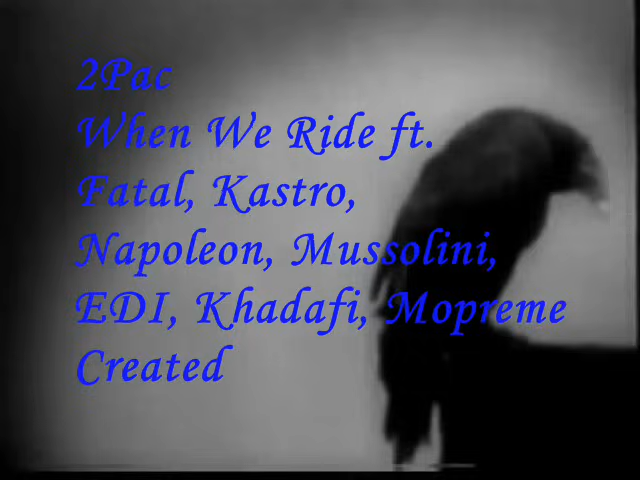 2Pac
When We Ride ft.
Fatal, Kastro,
Napoleon, Mussolini,
EDI, Khadafi, Mopreme
Created